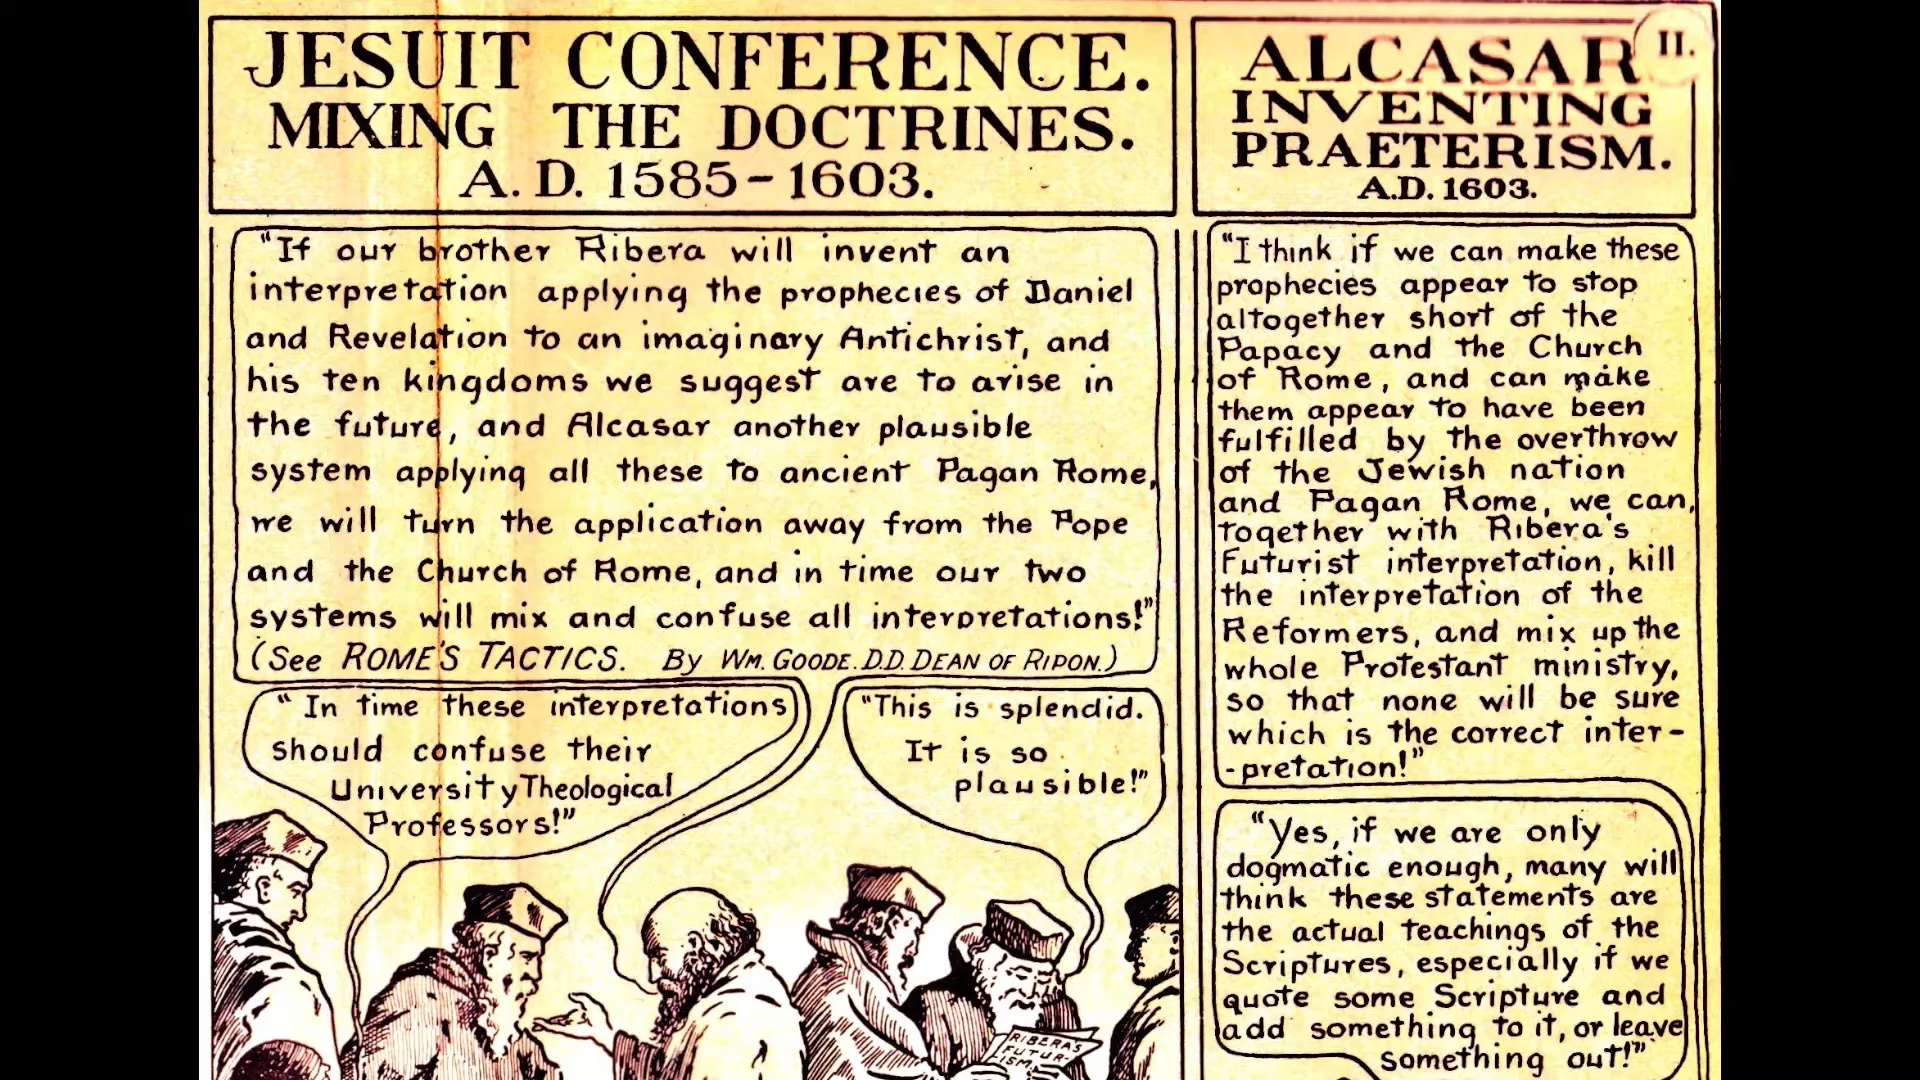 JESUIT CONFERENCE.
MIXING THE DOCTRINES.
A. D. 1585-1603.
"If our brother Ribera will invent an
interpretation applying the prophecies of Daniel
and Revelation to an imaginary Antichrist, and
his ten kingdoms we suggest are to arise in
the future, and Alcasar another plausible
system applying all these to ancient Pagan Rome,
we will turn the application away from the Pope
and the Church of Rome, and in time our two
systems will mix and confuse all interpretations!"
(See ROME'S TACTICS. By WM. GOODE. D.D. DEAN OF RIPON.)
"In time these interpretations
should confuse their
University Theological
Professors!"
"This is splendid.
It is so
plausible!"
RIBERA'S
FUTUR-
ISM
II.
ALCASAR
INVENTING
PRAETERISM.
A.D. 1603.
"I think if we can make these
prophecies appear to stop
altogether short of the
Papacy and the Church
of Rome, and can make
them appear to have been
fulfilled by the overthrow
of the Jewish nation
and Pagan Rome, we can,
together with Ribera's
Futurist interpretation, kill
the interpretation of the
Reformers, and mix up the
whole Protestant ministry,
so that none will be sure
which is the correct inter-
-pretation!"
"Yes, if we are only
dogmatic enough, many will
think these statements are
the actual teachings of the
Scriptures, especially if we
quote some Scripture and
add something to it, or leave
something out!"